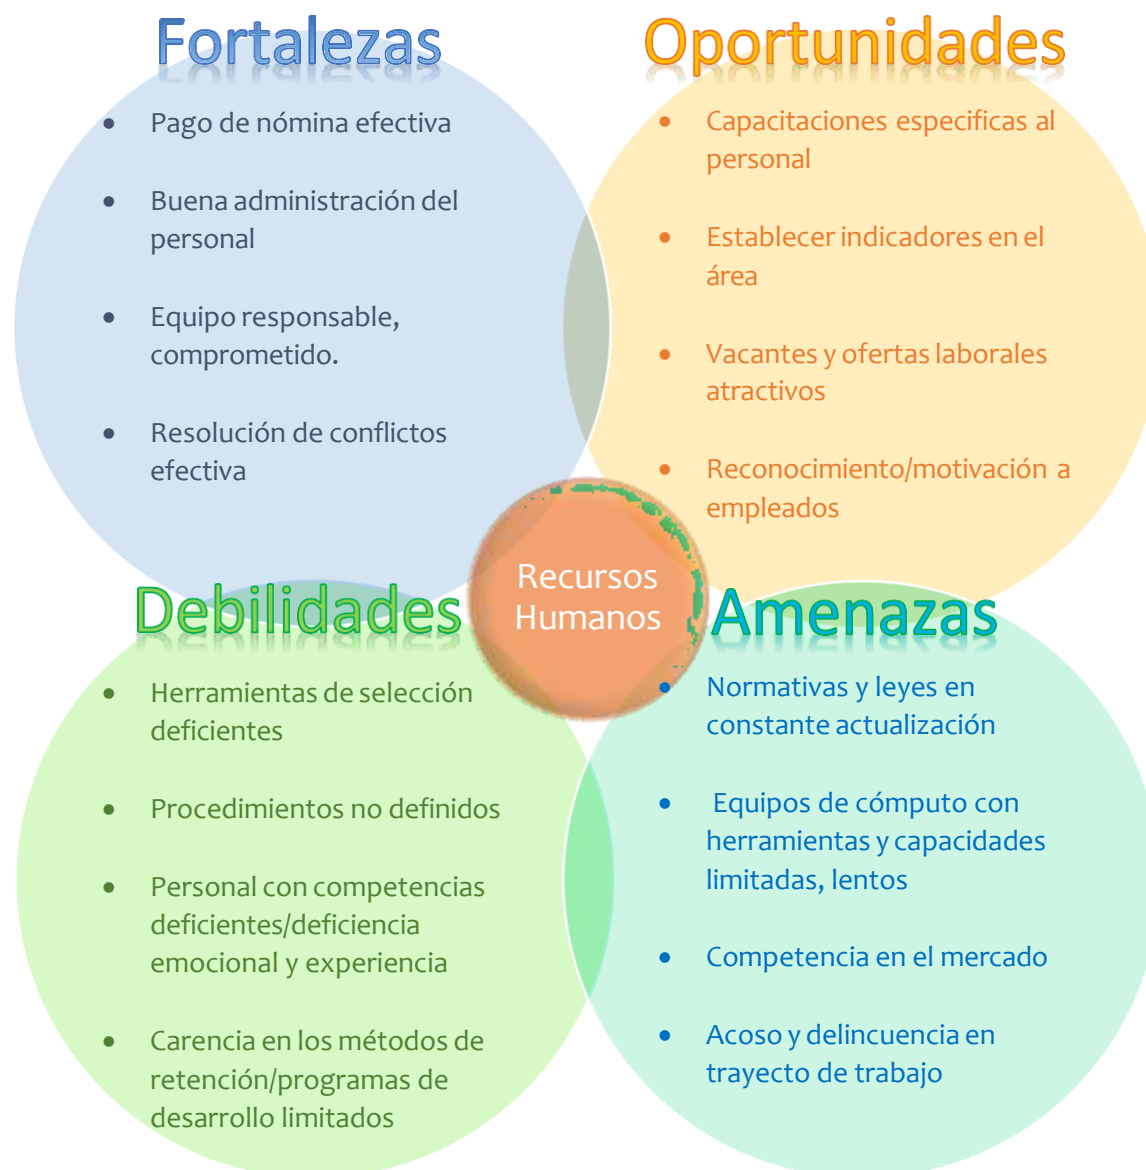 Fortalezas
• Pago de nómina efectiva
• Buena administración del
personal
• Equipo responsable,
comprometido.
• Resolución de conflictos
efectiva
Oportunidades
• Capacitaciones especificas al
personal
• Establecer indicadores en el
área
• Vacantes y ofertas laborales
atractivos
• Reconocimiento/motivación a
empleados
Recursos
Humanos
Debilidades
• Herramientas de selección
deficientes
• Procedimientos no definidos
• Personal con competencias
deficientes/deficiencia
emocional y experiencia
• Carencia en los métodos de
retención/programas de
desarrollo limitados
Amenazas
• Normativas y leyes en
constante actualización
• Equipos de cómputo con
herramientas y capacidades
limitadas, lentos
• Competencia en el mercado
• Acoso y delincuencia en
trayecto de trabajo